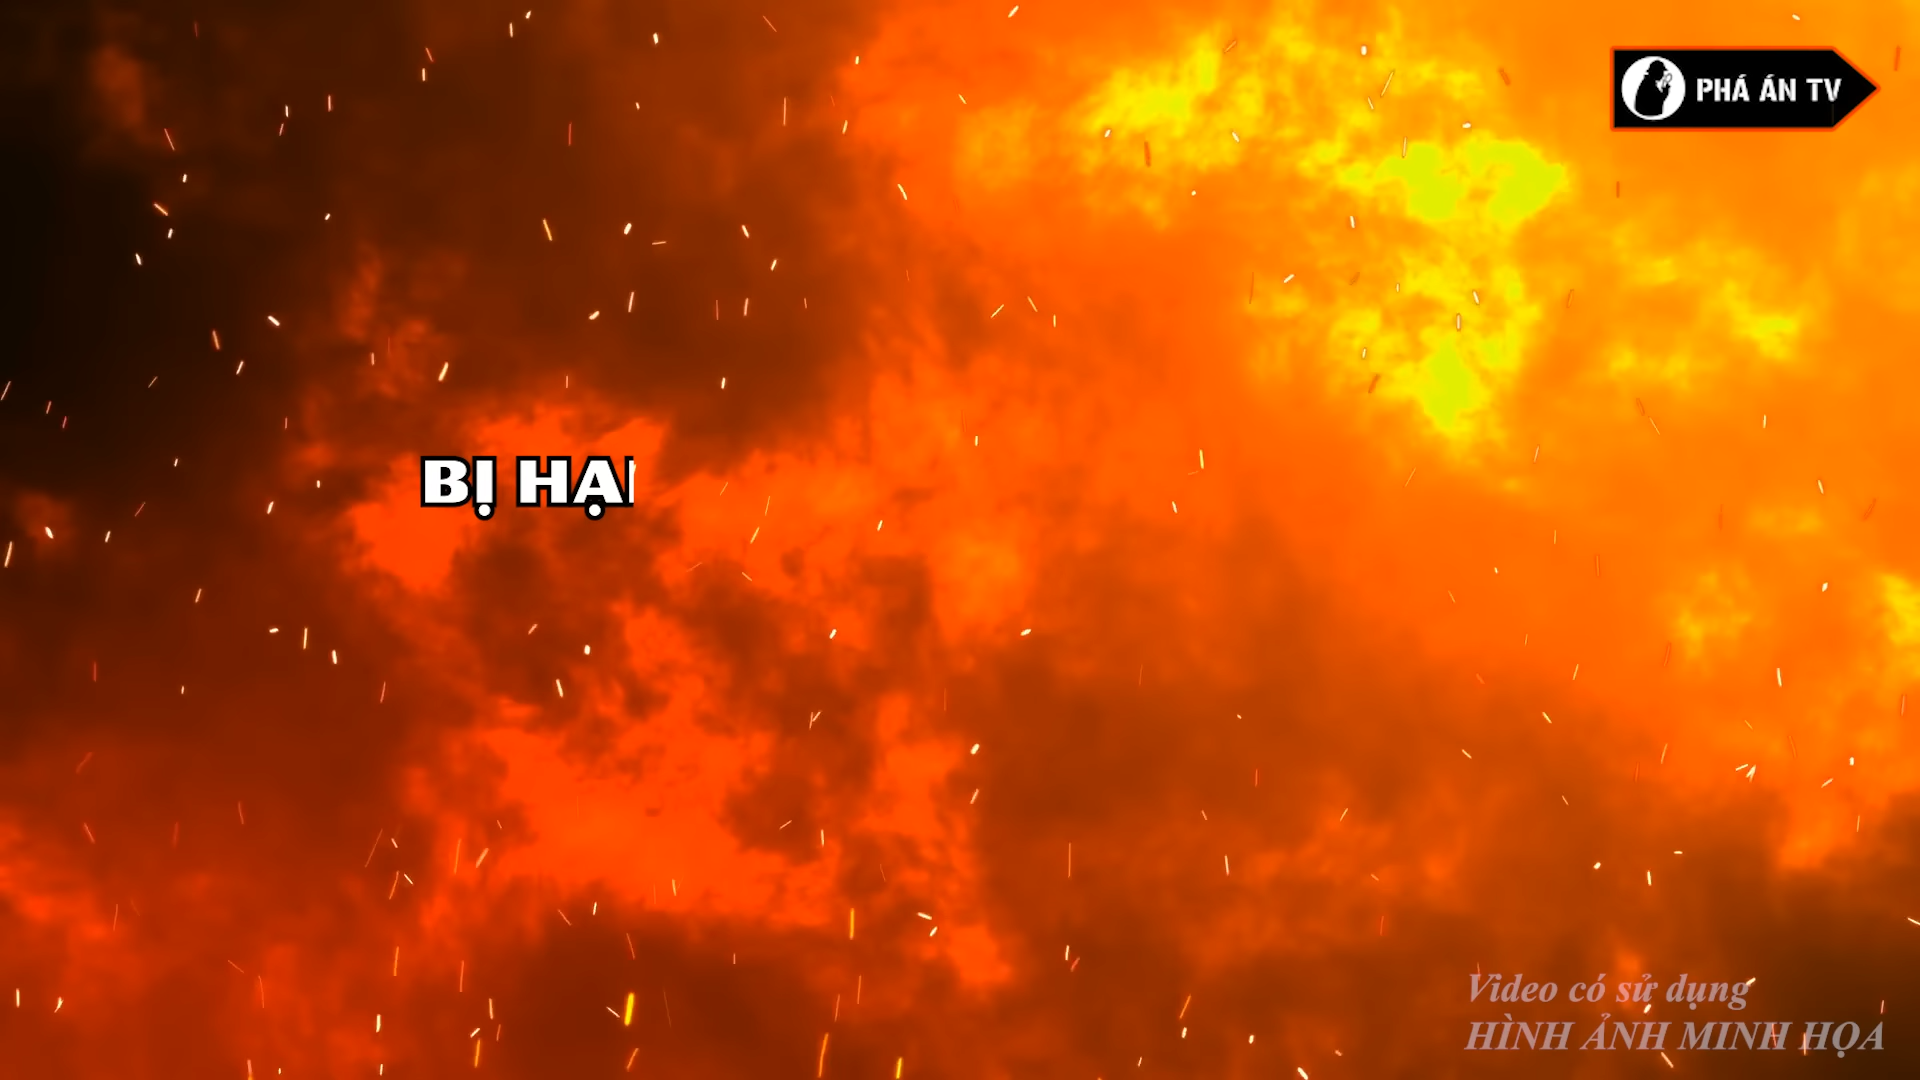 PHÁ ÁN TV
BỊ HẠ
Video có sử dụng
HÌNH ẢNH MINH HỌA